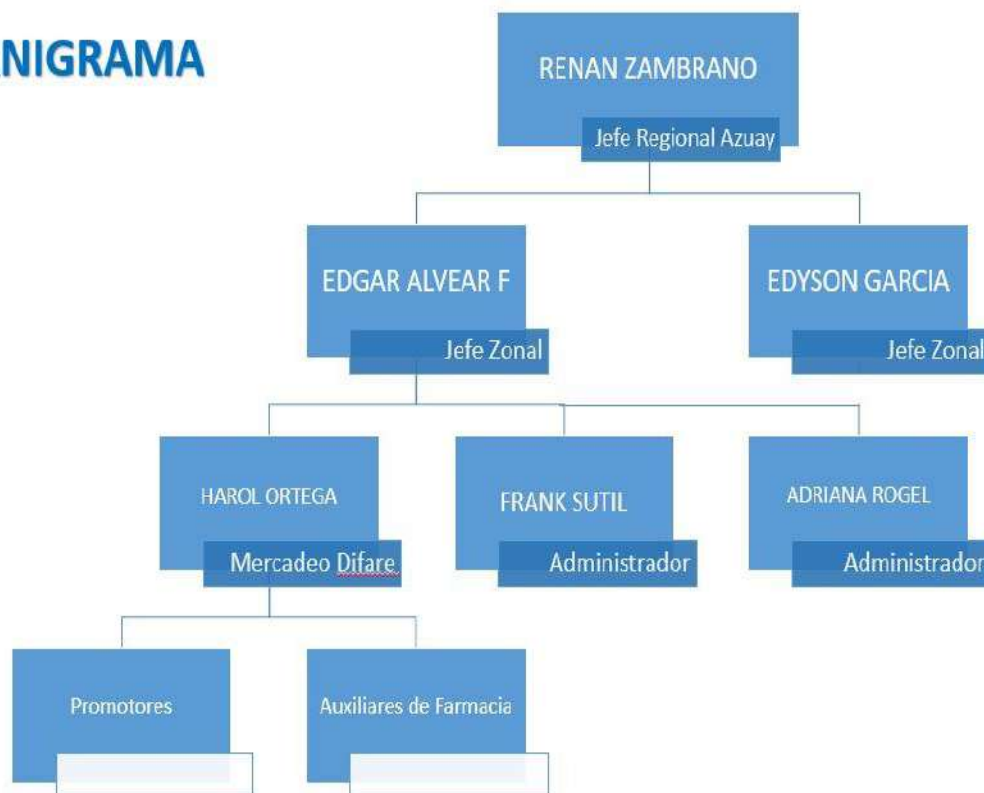 NIGRAMA
RENAN ZAMBRANO
Jefe Regional Azuay
EDGAR ALVEAR F
Jefe Zonal
EDYSON GARCIA
Jefe Zonal
HAROL ORTEGA
Mercadeo Difare
FRANK SUTIL
Administrador
ADRIANA ROGEL
Administrador
Promotores
Auxiliares de Farmacia